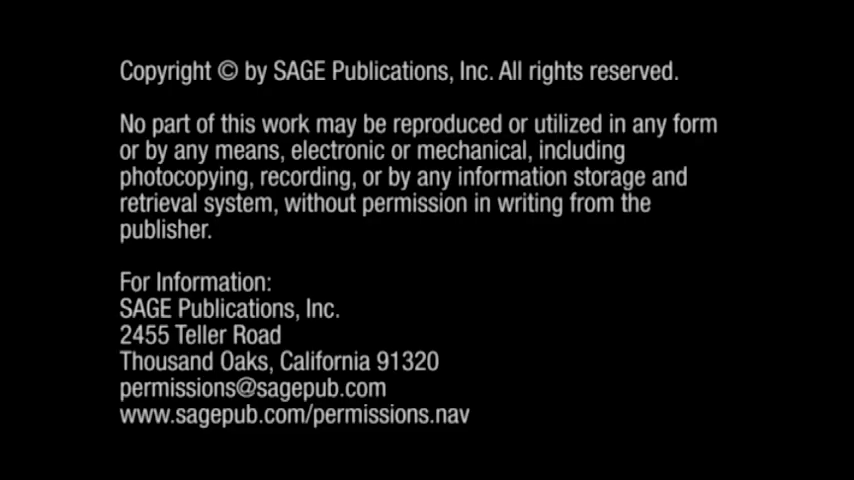 Copyright © by SAGE Publications, Inc. All rights reserved.
No part of this work may be reproduced or utilized in any form
or by any means, electronic or mechanical, including
photocopying, recording, or by any information storage and
retrieval system, without permission in writing from the
publisher.
For Information:
SAGE Publications, Inc.
2455 Teller Road
Thousand Oaks, California 91320
permissions@sagepub.com
www.sagepub.com/permissions.nav